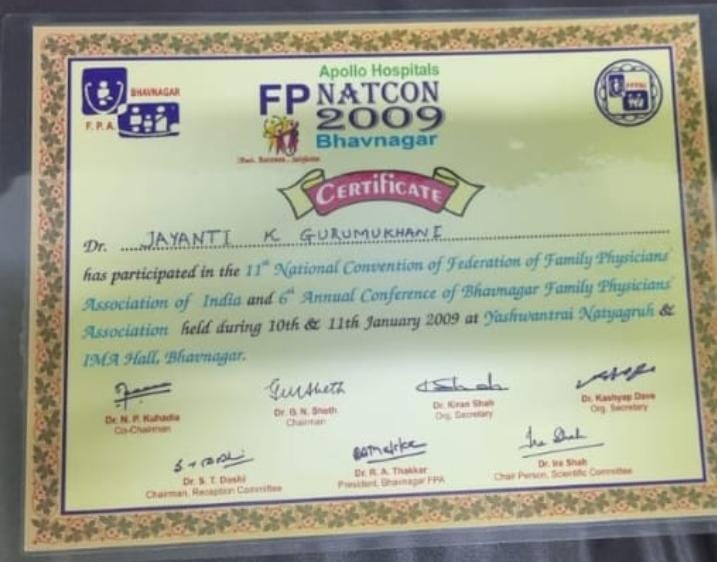 BHAVNAGAR
F. P. A.
Apollo Hospitals
FP NATCON
2009
Bhavnagar
CERTIFICATE
Dr. JAYANTI K GURUMUKHANI
has participated in the 11th National Convention of Federation of Family Physicians'
Association of India and 6th Annual Conference of Bhavnagar Family Physicians'
Association held during 10th & 11th January 2009 at Yashwantrai Natyagruh &
IMA Hall, Bhavnagar.
Dr. N. P. Kuhadia
Co-Chairman
Dr. G. N. Sheth
Chairman
Dr. Kiran Shah
Org. Secretary
Dr. Kashyap Dave
Org. Secretary
Dr. S. T. Doshi
Chairman, Reception Committee
Dr. R. A. Thakkar
President, Bhavnagar FPA
Dr. Ira Shah
Chair Person, Scientific Committee